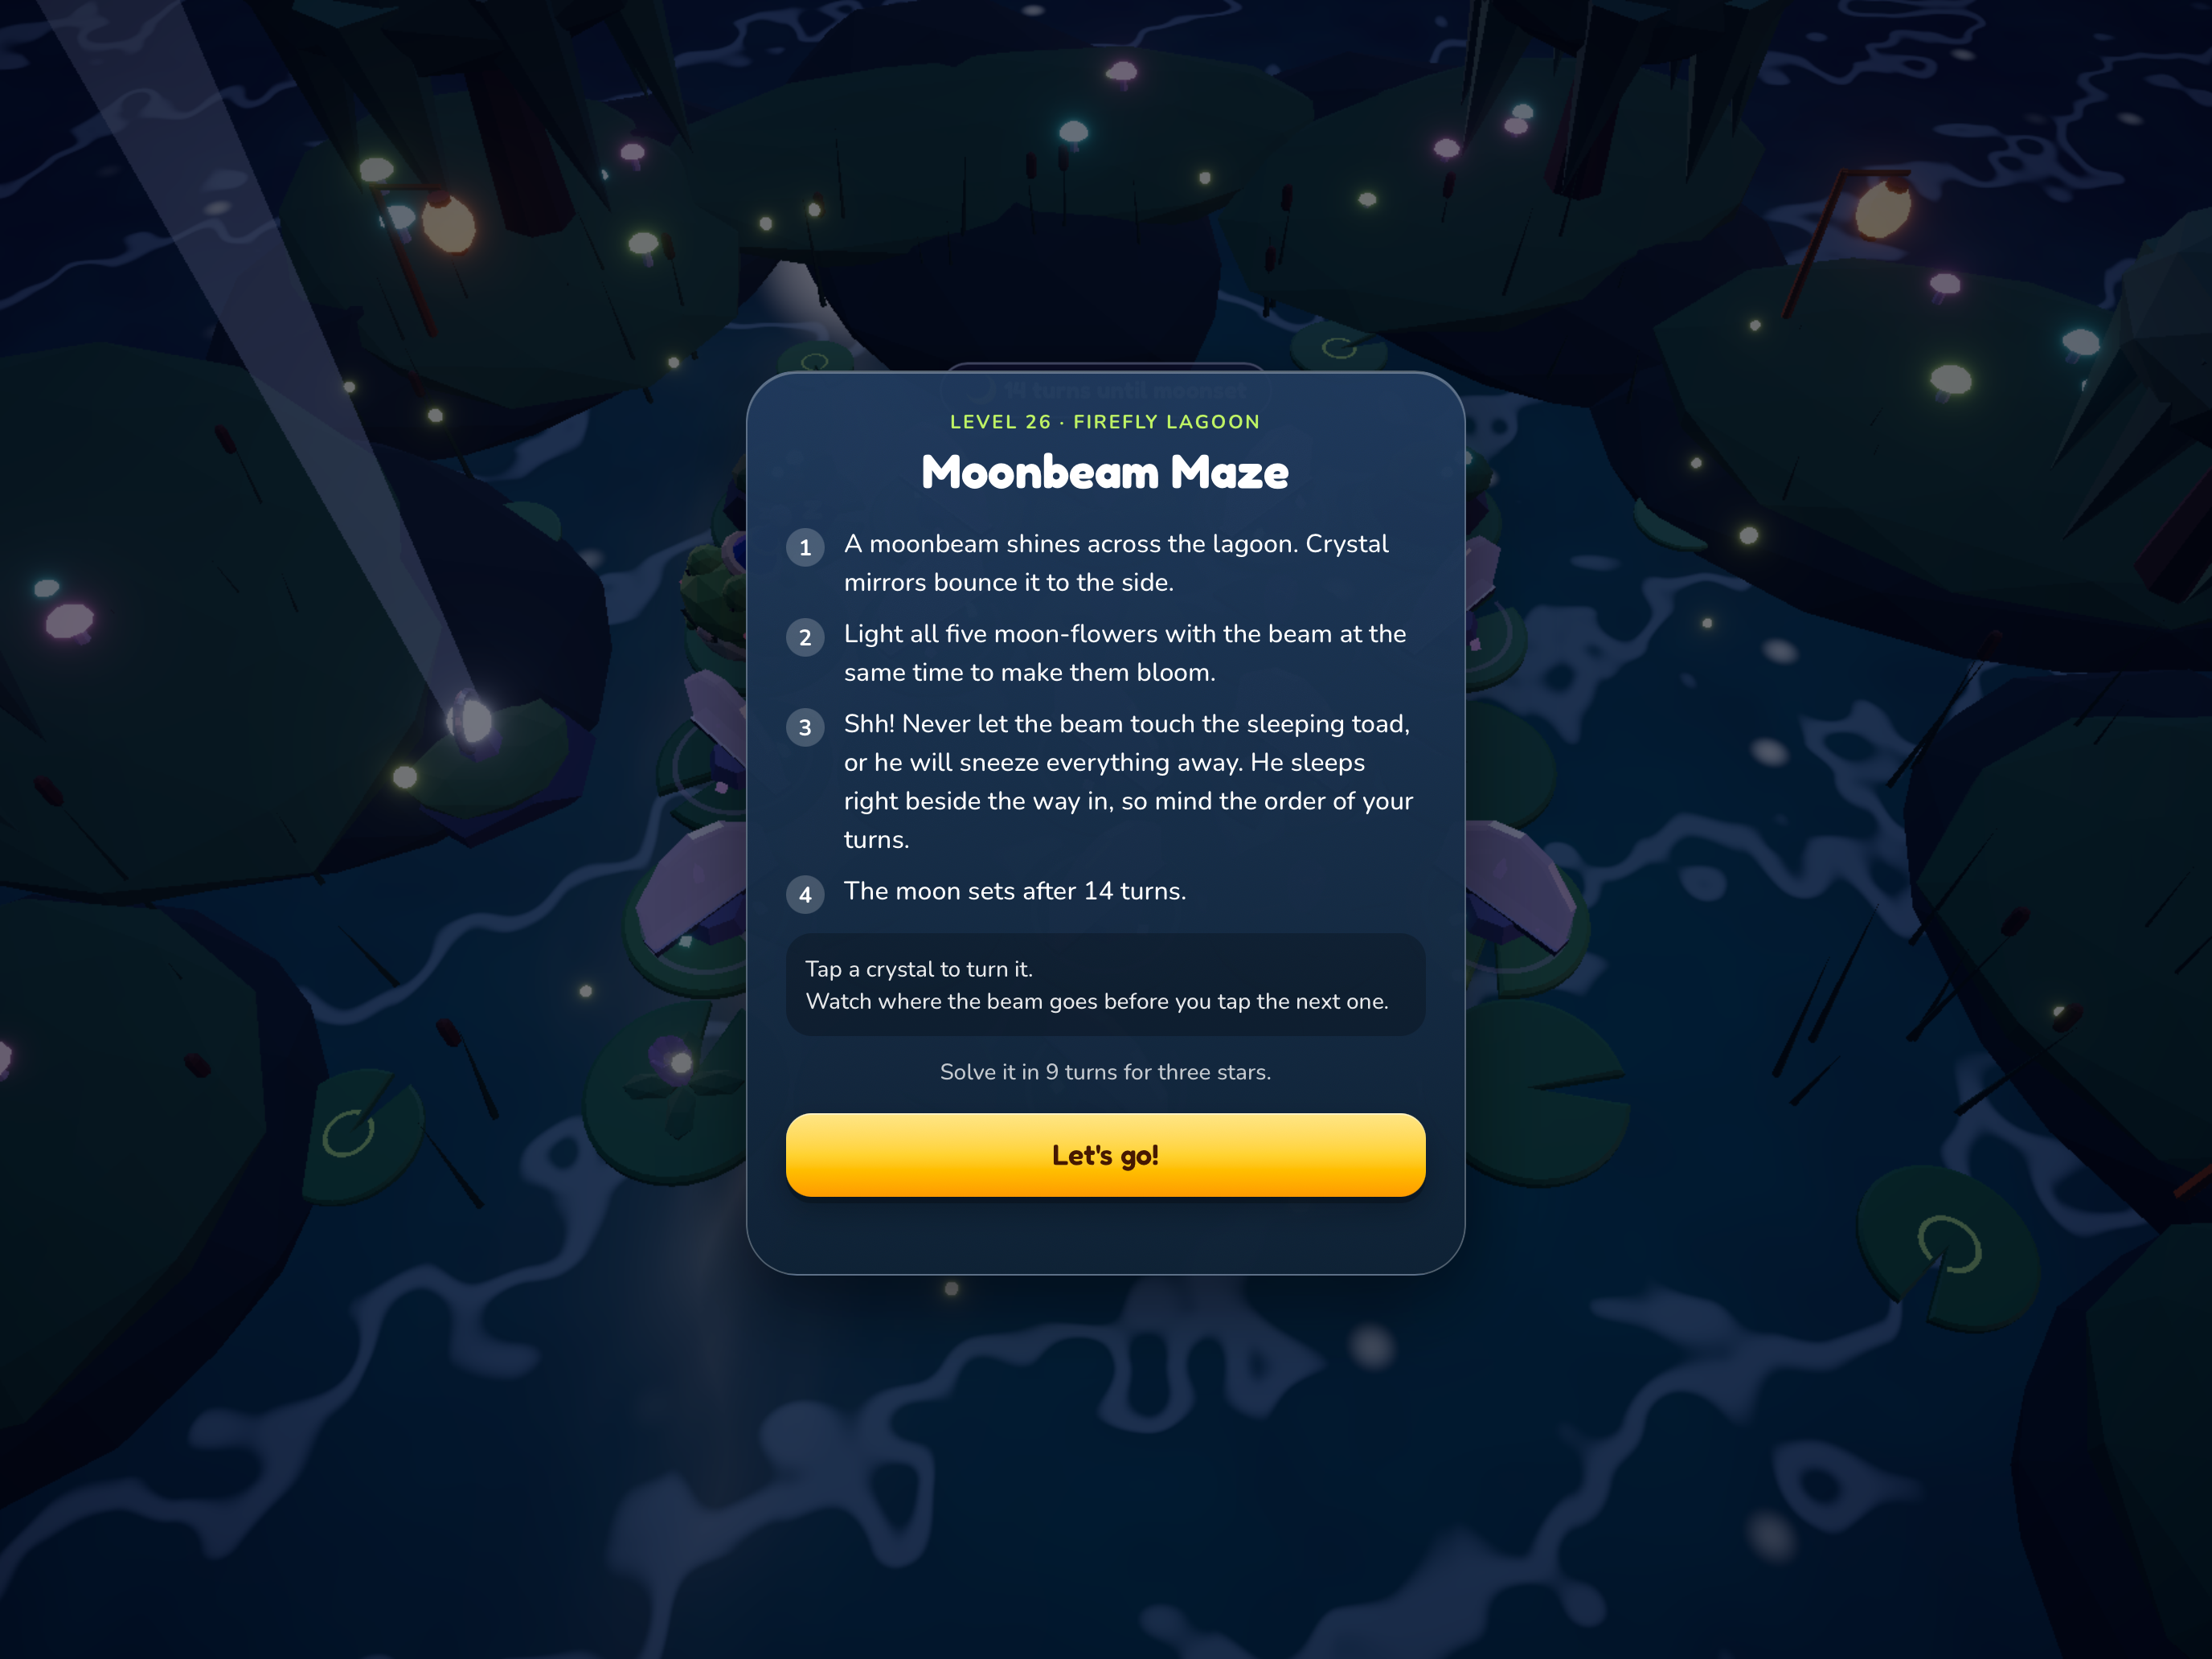 14 turns until moonset
LEVEL 26 · FIREFLY LAGOON
Moonbeam Maze
1 A moonbeam shines across the lagoon. Crystal
mirrors bounce it to the side.
2 Light all five moon-flowers with the beam at the
same time to make them bloom.
3 Shh! Never let the beam touch the sleeping toad,
or he will sneeze everything away. He sleeps
right beside the way in, so mind the order of your
turns.
4 The moon sets after 14 turns.
Tap a crystal to turn it.
Watch where the beam goes before you tap the next one.
Solve it in 9 turns for three stars.
Let's go!